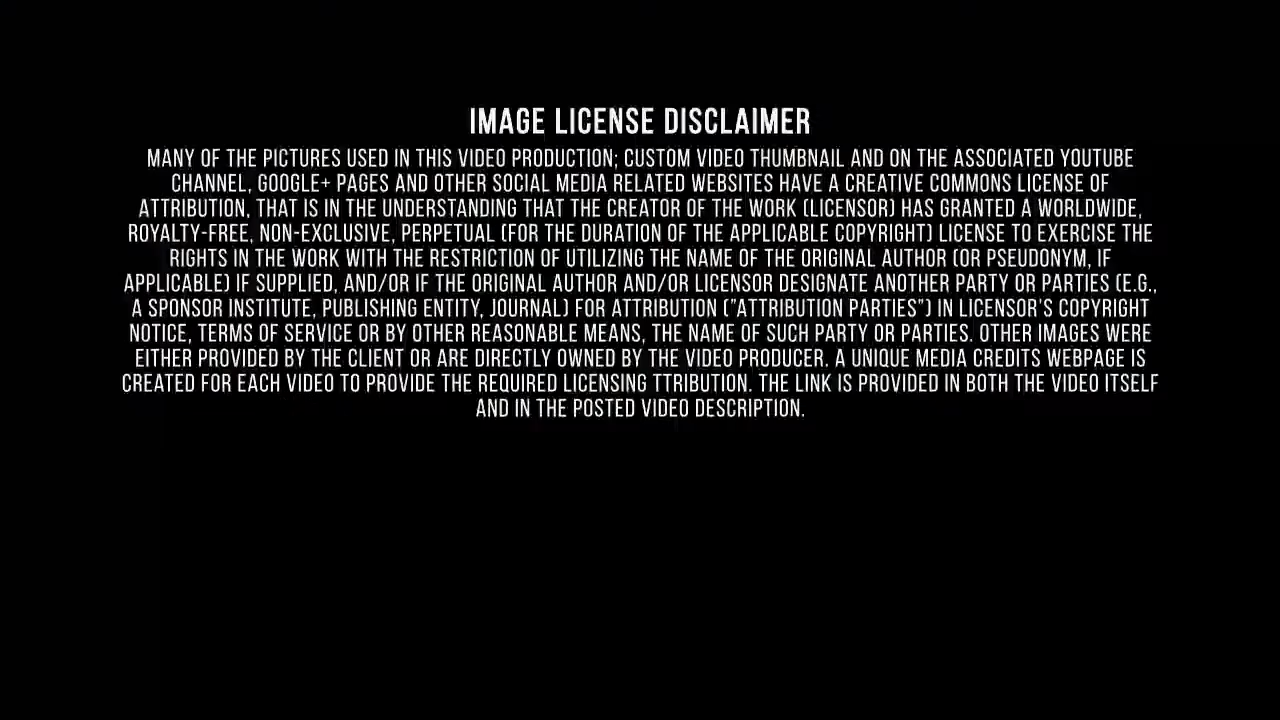 IMAGE LICENSE DISCLAIMER
MANY OF THE PICTURES USED IN THIS VIDEO PRODUCTION; CUSTOM VIDEO THUMBNAIL AND ON THE ASSOCIATED YOUTUBE
CHANNEL, GOOGLE+ PAGES AND OTHER SOCIAL MEDIA RELATED WEBSITES HAVE A CREATIVE COMMONS LICENSE OF
ATTRIBUTION, THAT IS IN THE UNDERSTANDING THAT THE CREATOR OF THE WORK (LICENSOR) HAS GRANTED A WORLDWIDE,
ROYALTY-FREE, NON-EXCLUSIVE, PERPETUAL (FOR THE DURATION OF THE APPLICABLE COPYRIGHT) LICENSE TO EXERCISE THE
RIGHTS IN THE WORK WITH THE RESTRICTION OF UTILIZING THE NAME OF THE ORIGINAL AUTHOR (OR PSEUDONYM, IF
APPLICABLE) IF SUPPLIED, AND/OR IF THE ORIGINAL AUTHOR AND/OR LICENSOR DESIGNATE ANOTHER PARTY OR PARTIES (E.G.,
A SPONSOR INSTITUTE, PUBLISHING ENTITY, JOURNAL) FOR ATTRIBUTION ("ATTRIBUTION PARTIES") IN LICENSOR'S COPYRIGHT
NOTICE, TERMS OF SERVICE OR BY OTHER REASONABLE MEANS, THE NAME OF SUCH PARTY OR PARTIES. OTHER IMAGES WERE
EITHER PROVIDED BY THE CLIENT OR ARE DIRECTLY OWNED BY THE VIDEO PRODUCER. A UNIQUE MEDIA CREDITS WEBPAGE IS
CREATED FOR EACH VIDEO TO PROVIDE THE REQUIRED LICENSING TTRIBUTION. THE LINK IS PROVIDED IN BOTH THE VIDEO ITSELF
AND IN THE POSTED VIDEO DESCRIPTION.